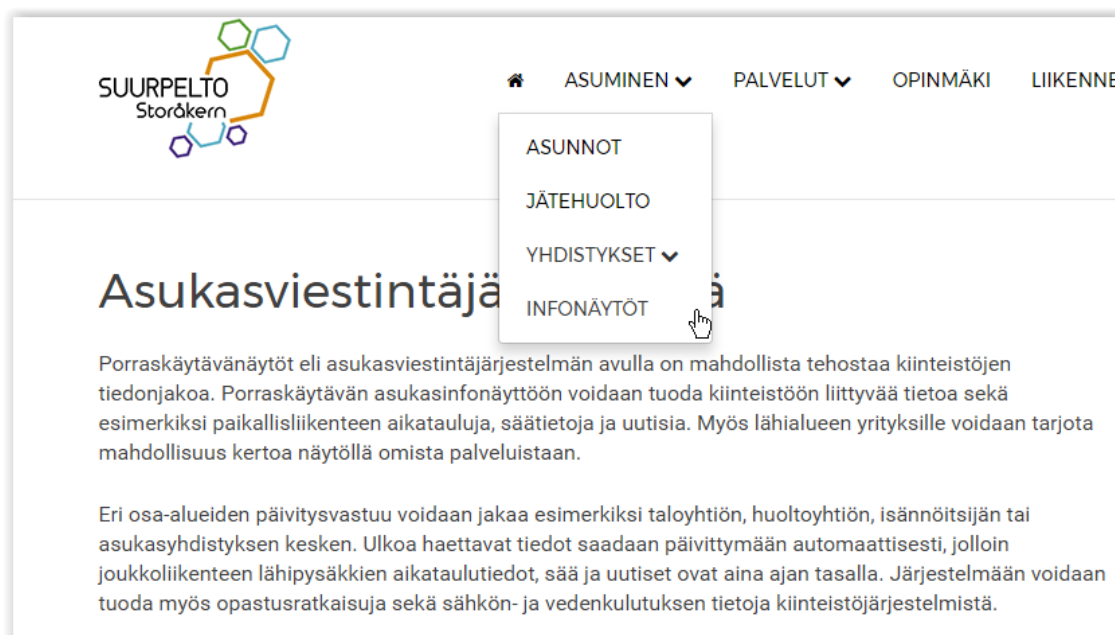 SUURPELTO
Storåkern
ASUMINEN PALVELUT OPINMÄKI LIIKENNE
ASUNNOT
JÄTEHUOLTO
YHDISTYKSET
INFONÄYTÖT
Asukasviestintäjä ä
Porraskäytävänäytöt eli asukasviestintäjärjestelmän avulla on mahdollista tehostaa kiinteistöjen
tiedonjakoa. Porraskäytävän asukasinfonäyttöön voidaan tuoda kiinteistöön liittyvää tietoa sekä
esimerkiksi paikallisliikenteen aikatauluja, säätietoja ja uutisia. Myös lähialueen yrityksille voidaan tarjota
mahdollisuus kertoa näytöllä omista palveluistaan.
Eri osa-alueiden päivitysvastuu voidaan jakaa esimerkiksi taloyhtiön, huoltoyhtiön, isännöitsijän tai
asukasyhdistyksen kesken. Ulkoa haettavat tiedot saadaan päivittymään automaattisesti, jolloin
joukkoliikenteen lähipysäkkien aikataulutiedot, sää ja uutiset ovat aina ajan tasalla. Järjestelmään voidaan
tuoda myös opastusratkaisuja sekä sähkön- ja vedenkulutuksen tietoja kiinteistöjärjestelmistä.